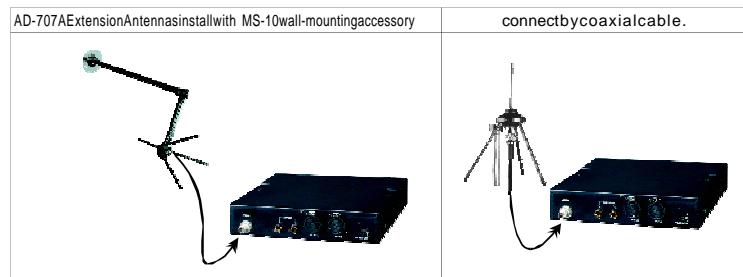 AD-707AExtensionAntennasinstallwith MS-10wall-mountingaccessory
connectbycoaxialcable.